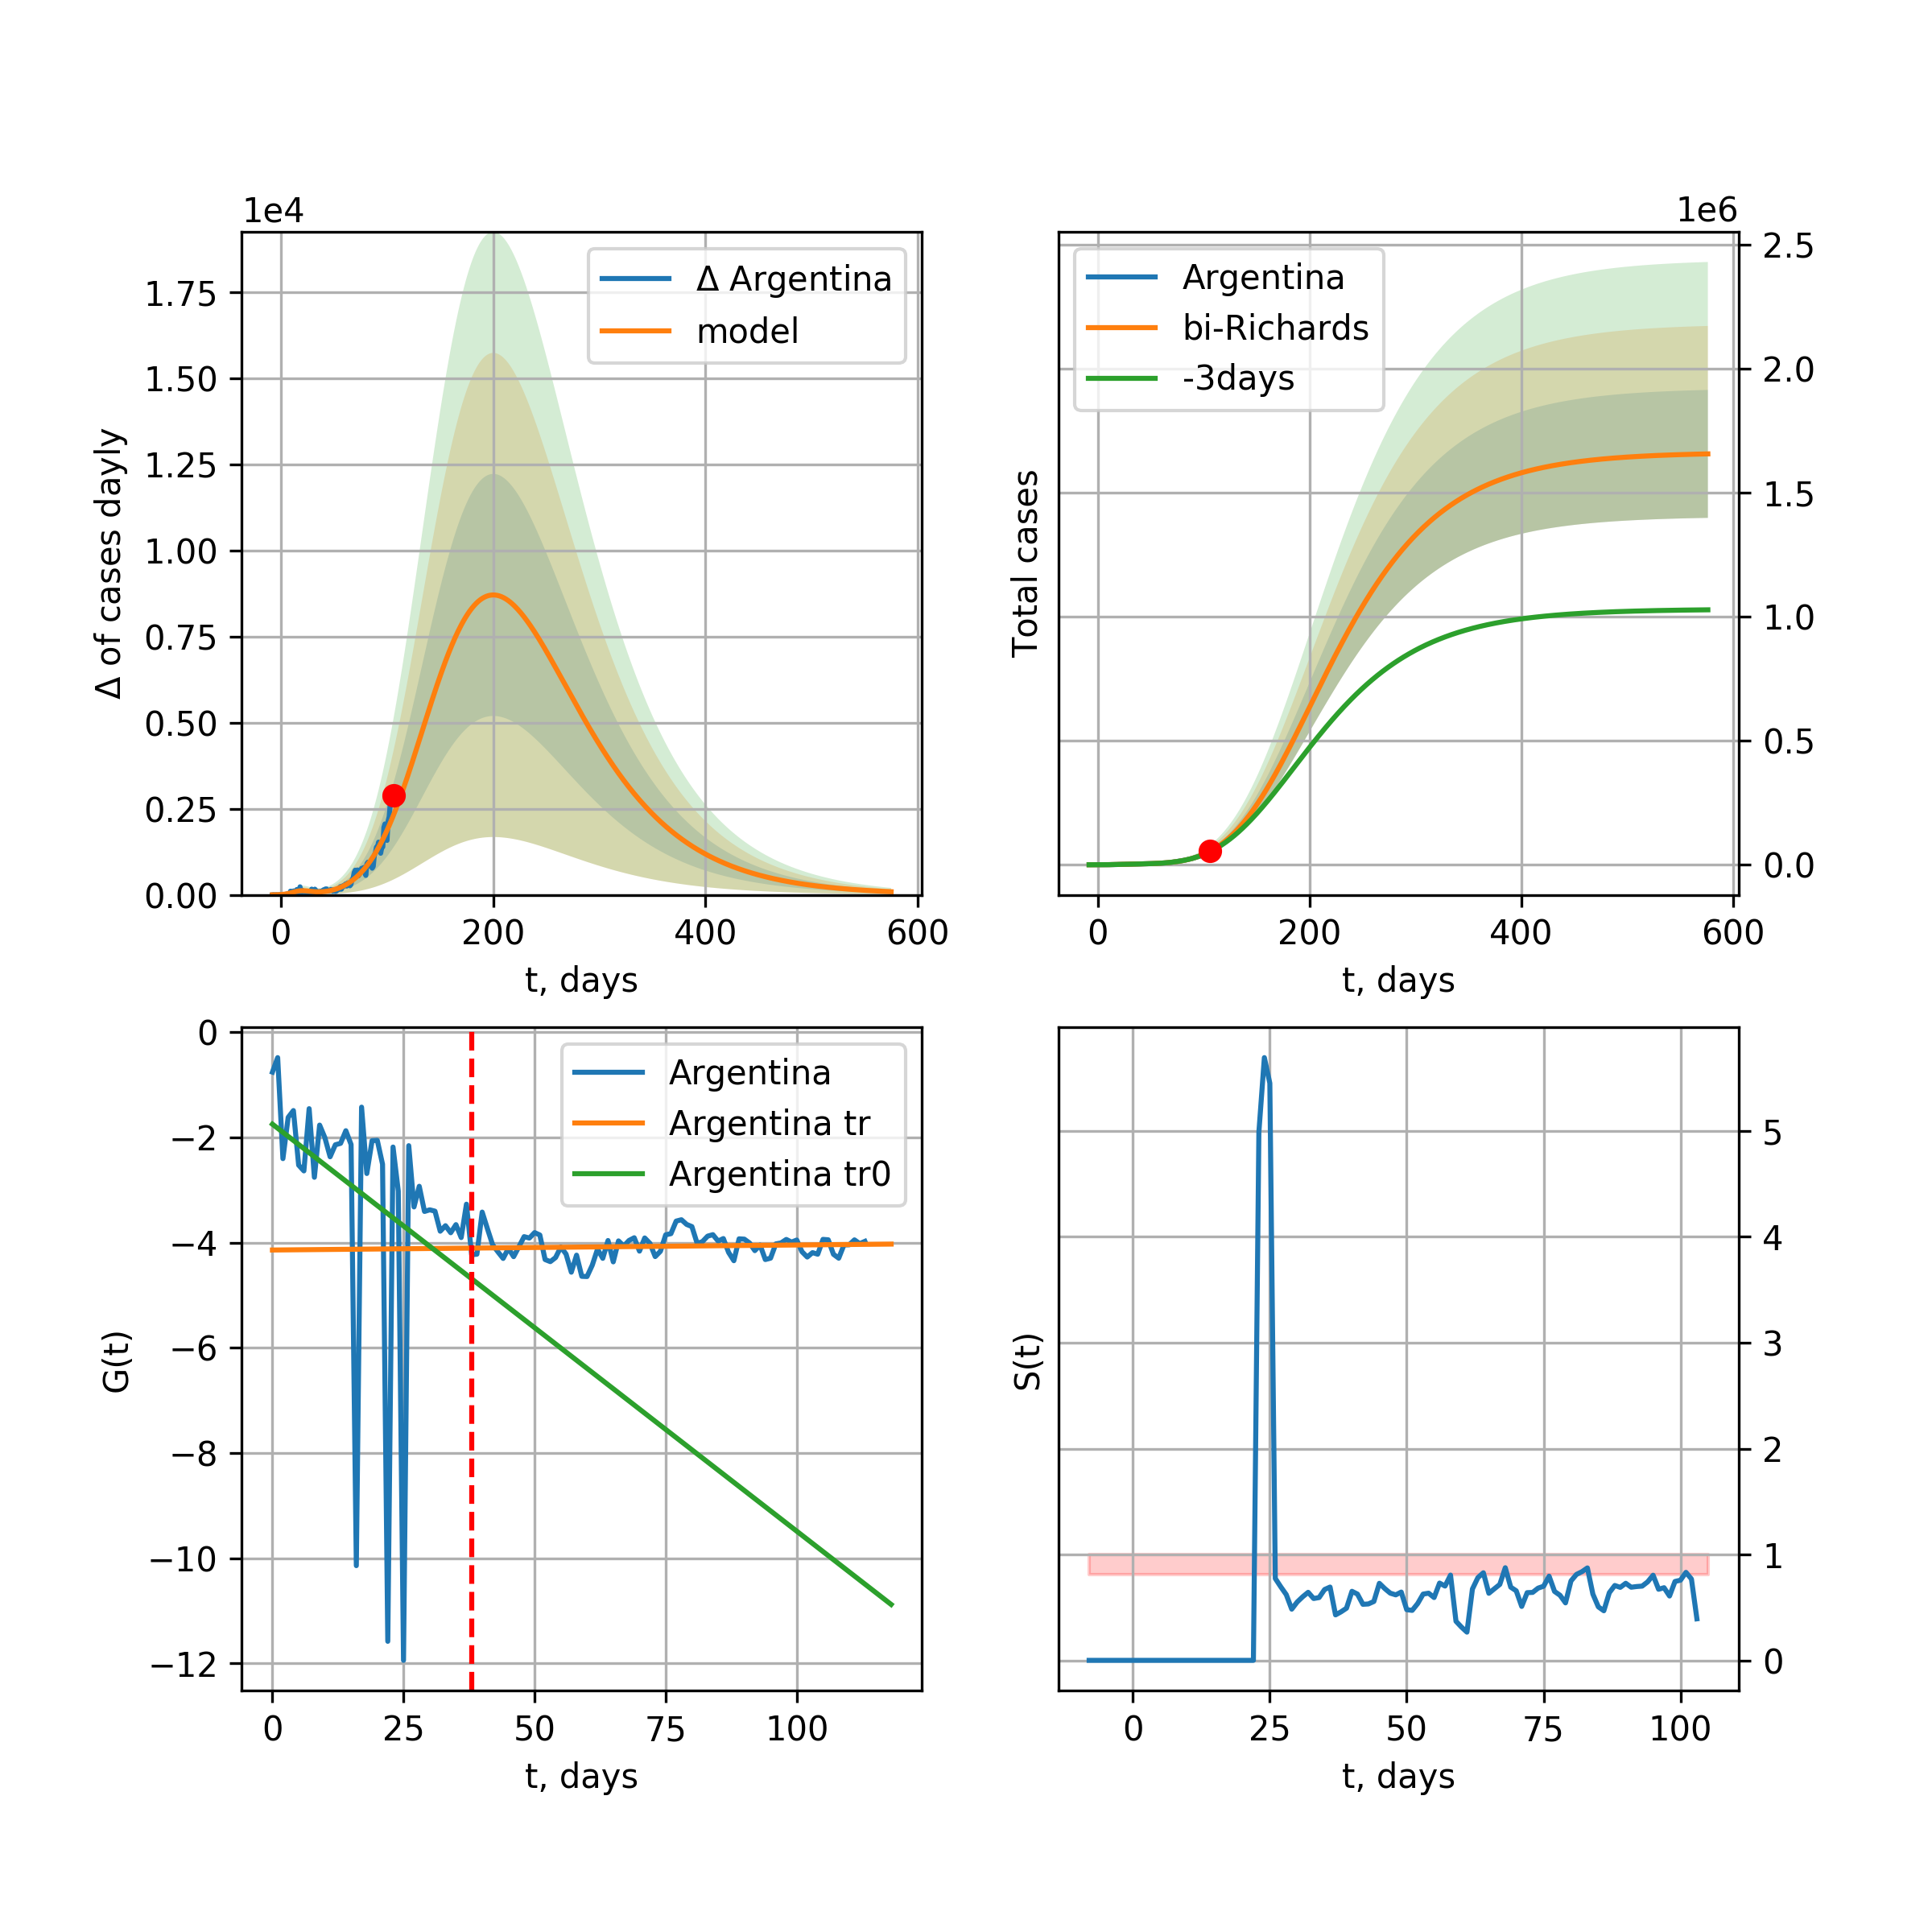 1e4
Δ of cases dayly
1.75
1.50
1.25
1.00
0.75
0.50
0.25
0.00
0 200 400 600
t, days
Δ Argentina
model
1e6
Total cases
2.5
2.0
1.5
1.0
0.5
0.0
0 200 400 600
t, days
Argentina
bi-Richards
-3days
G(t)
0
−2
−4
−6
−8
−10
−12
0 25 50 75 100
t, days
Argentina
Argentina tr
Argentina tr0
S(t)
5
4
3
2
1
0
0 25 50 75 100
t, days